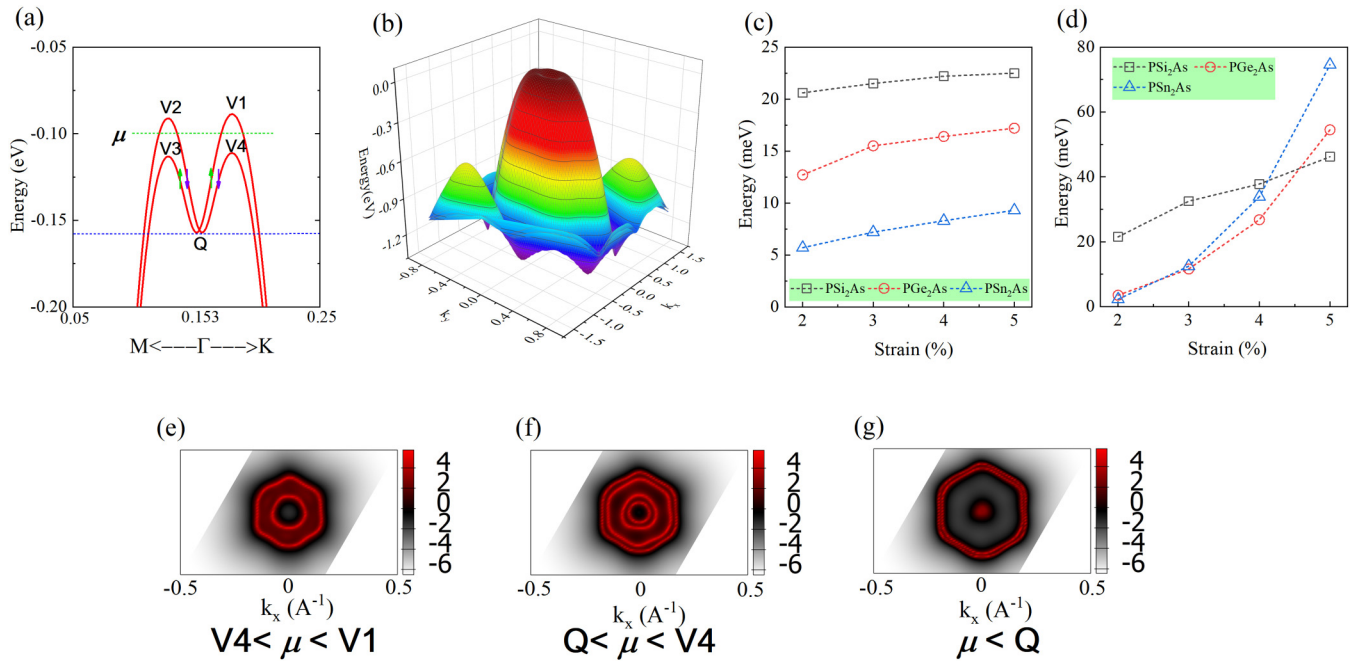 (a)
-0.05
-0.10
-0.15
-0.20
Energy (eV)
V2
V1
μ
V3
V4
Q
0.05
0.153
0.25
M<---Γ--->K
(b)
0.0
-0.3
-0.6
-0.9
-1.2
Energy(eV)
-0.8
-0.4
0.0
0.4
0.8
ky
1.5
1.0
0.5
0.0
-0.5
-1.0
-1.5
kx
(c)
25
20
15
10
5
0
Energy (meV)
PSi₂As
PGe₂As
PSn₂As
2
3
4
5
Strain (%)
(d)
80
60
40
20
0
Energy (meV)
PSi₂As
PGe₂As
PSn₂As
2
3
4
5
Strain (%)
(e)
4
2
0
-2
-4
-6
-0.5
0
0.5
kₓ (A⁻¹)
V4< μ < V1
(f)
4
2
0
-2
-4
-6
-0.5
0
0.5
kₓ (A⁻¹)
Q< μ < V4
(g)
4
2
0
-2
-4
-6
-0.5
0
0.5
kₓ (A⁻¹)
μ < Q